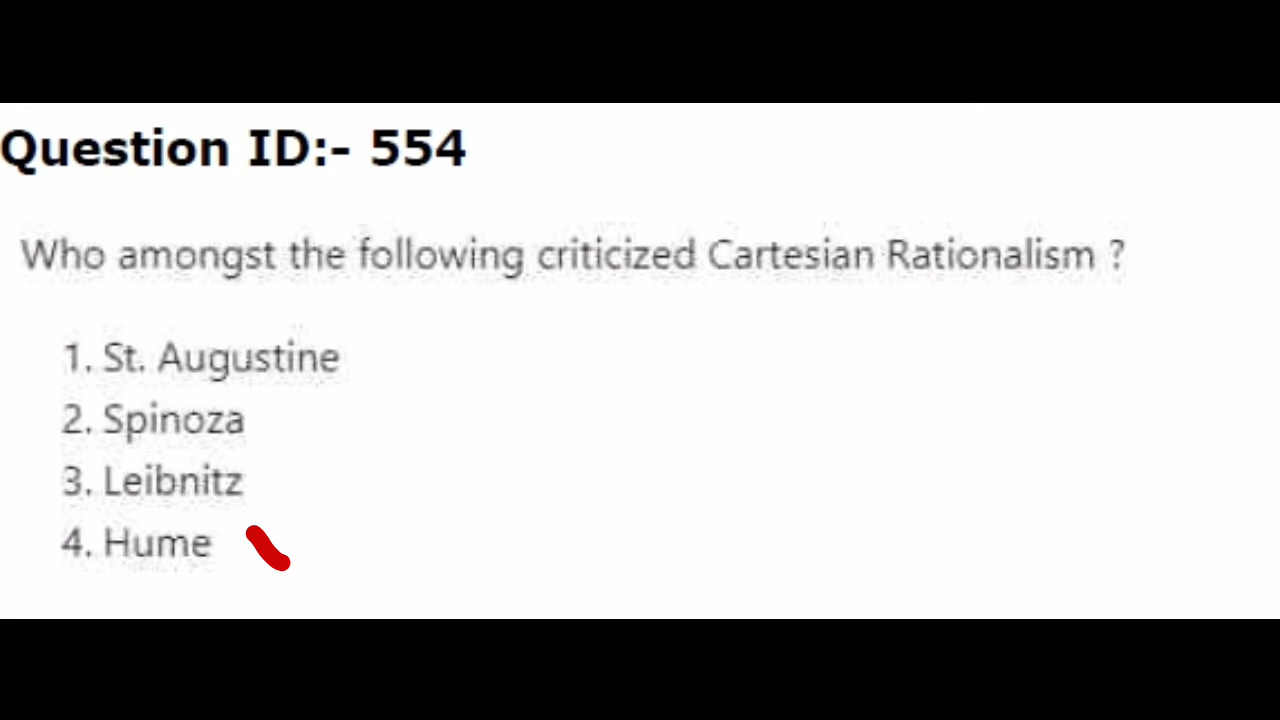 Question ID:- 554
Who amongst the following criticized Cartesian Rationalism ?
1. St. Augustine
2. Spinoza
3. Leibnitz
4. Hume